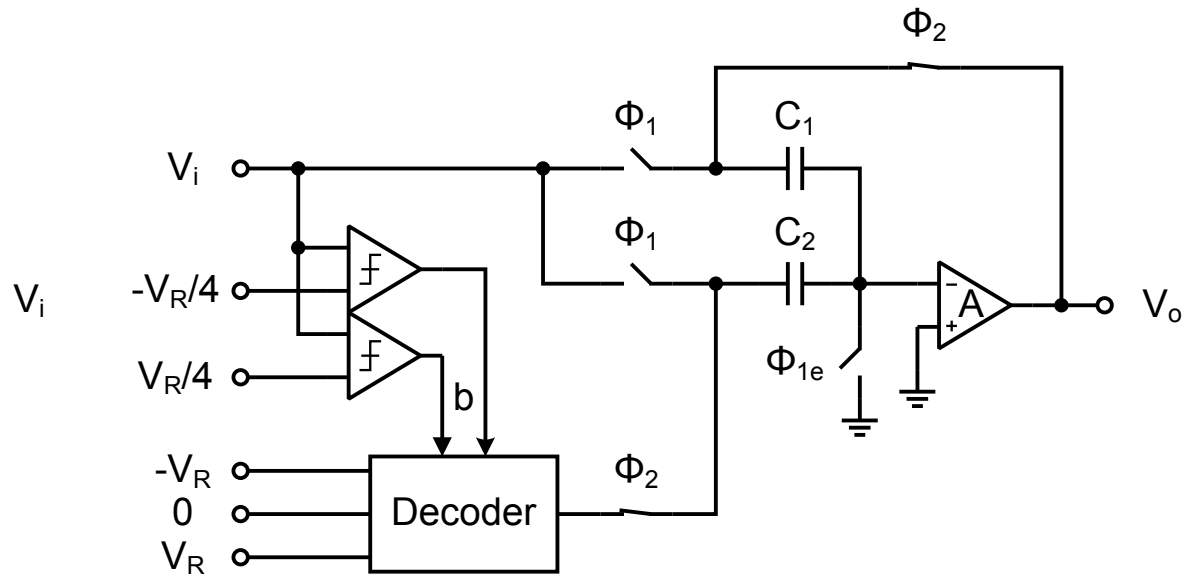 Φ2
Φ1
C1
Vi
Φ1
C2
-VR/4
Vi
A
Vo
VR/4
Φ1e
b
-VR
Φ2
0
Decoder
VR